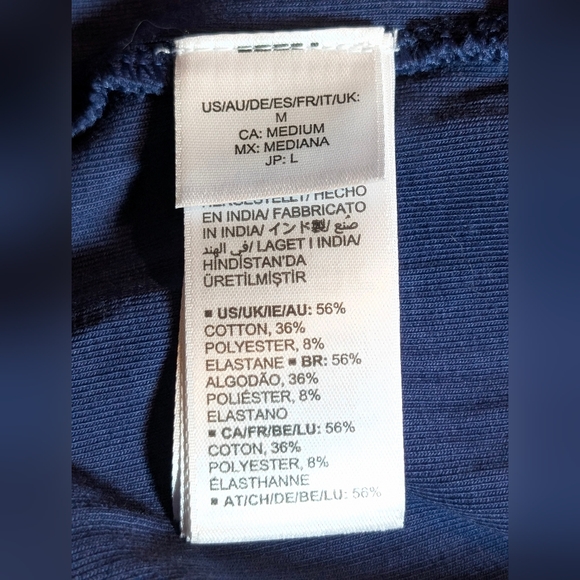 US/AU/DE/ES/FR/IT/UK:
M
CA: MEDIUM
MX: MEDIANA
JP: L
HERGESTELLT/ HECHO
EN INDIA/ FABBRICATO
IN INDIA/ インド製/ صُنع
في الهند/ LAGET I INDIA/
HİNDİSTAN'DA
ÜRETİLMİŞTİR
▪ US/UK/IE/AU: 56%
COTTON, 36%
POLYESTER, 8%
ELASTANE ▪ BR: 56%
ALGODÃO, 36%
POLIÉSTER, 8%
ELASTANO
▪ CA/FR/BE/LU: 56%
COTON, 36%
POLYESTER, 8%
ÉLASTHANNE
▪ AT/CH/DE/BE/LU: 56%